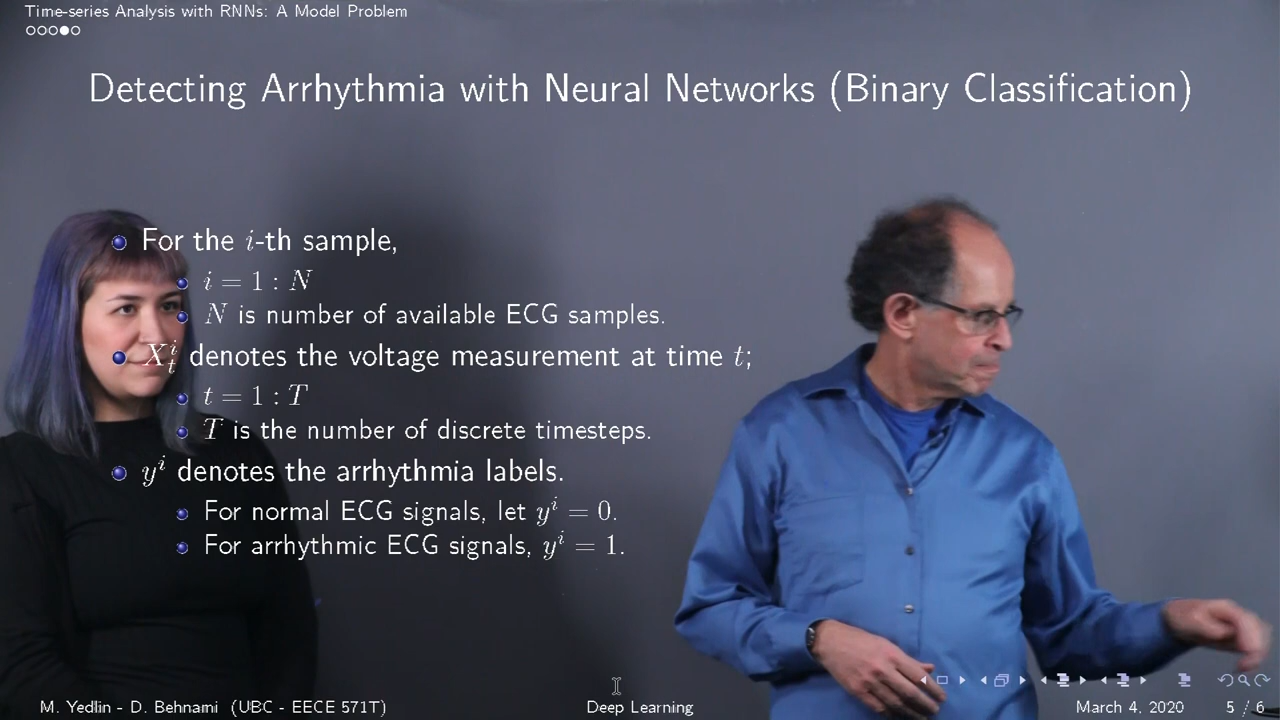 Time-series Analysis with RNNs: A Model Problem
Detecting Arrhythmia with Neural Networks (Binary Classification)
For the i-th sample,
i = 1 : N
N is number of available ECG samples.
X_t^i denotes the voltage measurement at time t;
t = 1 : T
T is the number of discrete timesteps.
y^i denotes the arrhythmia labels.
For normal ECG signals, let y^i = 0.
For arrhythmic ECG signals, y^i = 1.
M. Yedlin - D. Behnami (UBC - EECE 571T) Deep Learning March 4, 2020 5 / 6